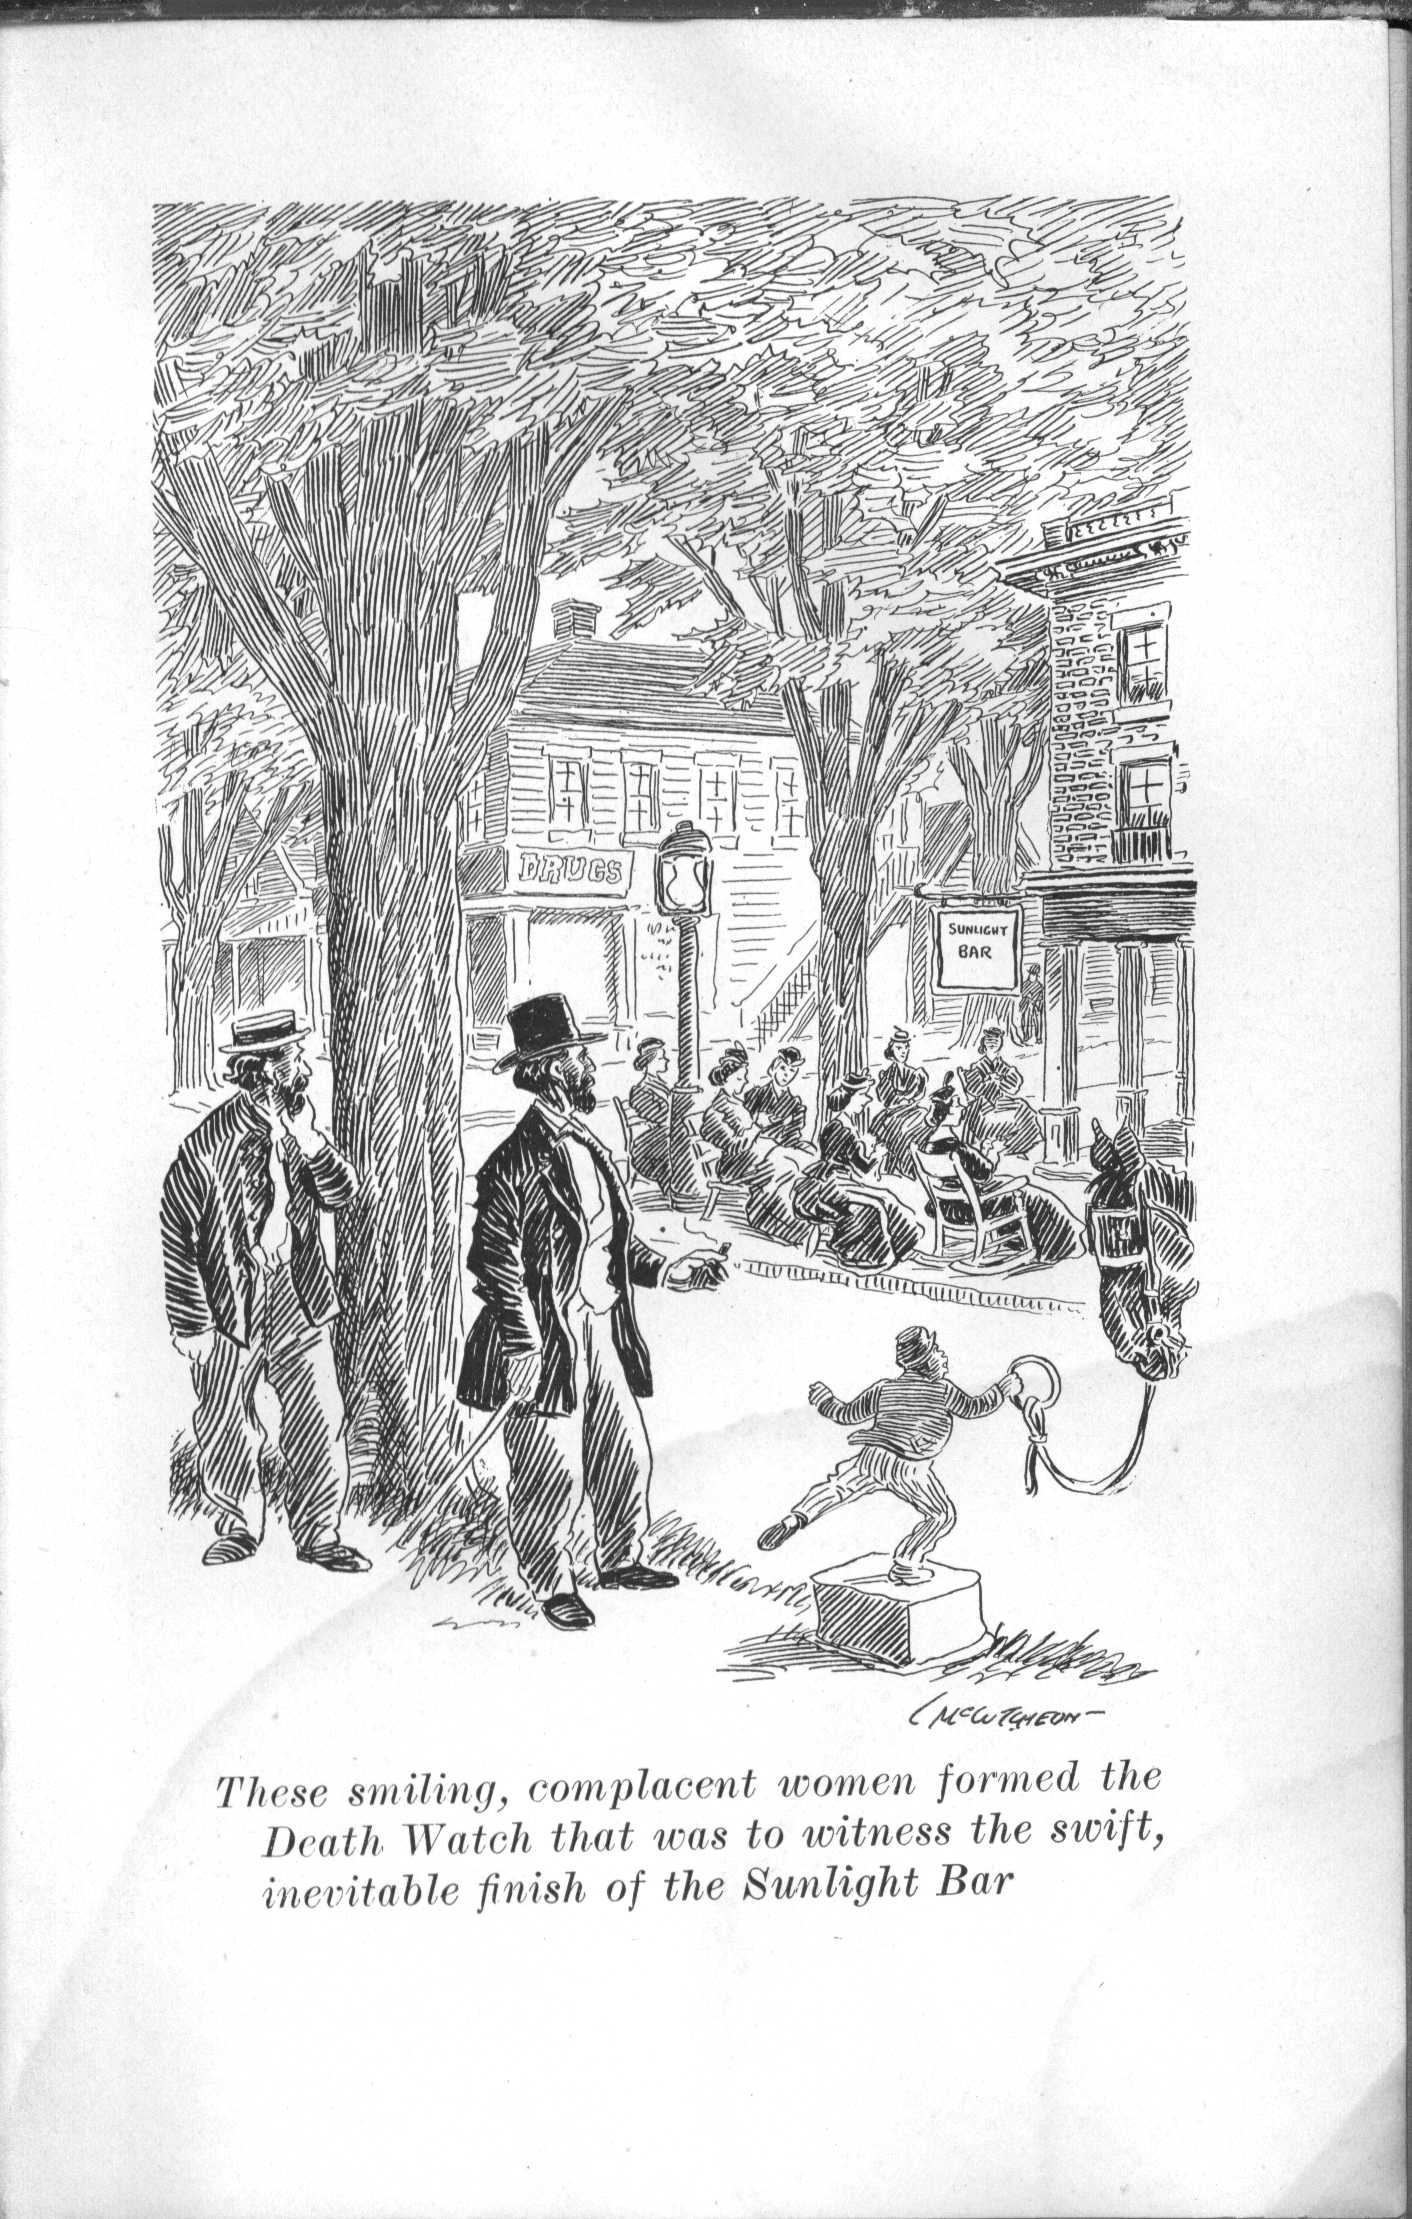 DRUGS
SUNLIGHT
BAR
McCUTCHEON
These smiling, complacent women formed the
Death Watch that was to witness the swift,
inevitable finish of the Sunlight Bar